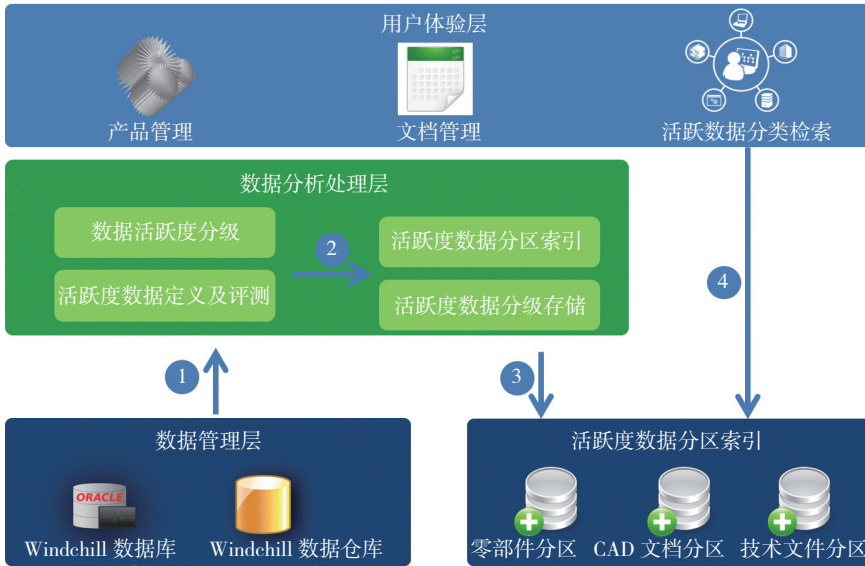 用户体验层
产品管理
文档管理
活跃数据分类检索
数据分析处理层
数据活跃度分级
活跃度数据定义及评测
2
活跃度数据分区索引
活跃度数据分级存储
4
1
3
数据管理层
ORACLE
Windchill 数据库
Windchill 数据仓库
活跃度数据分区索引
零部件分区
CAD 文档分区
技术文件分区